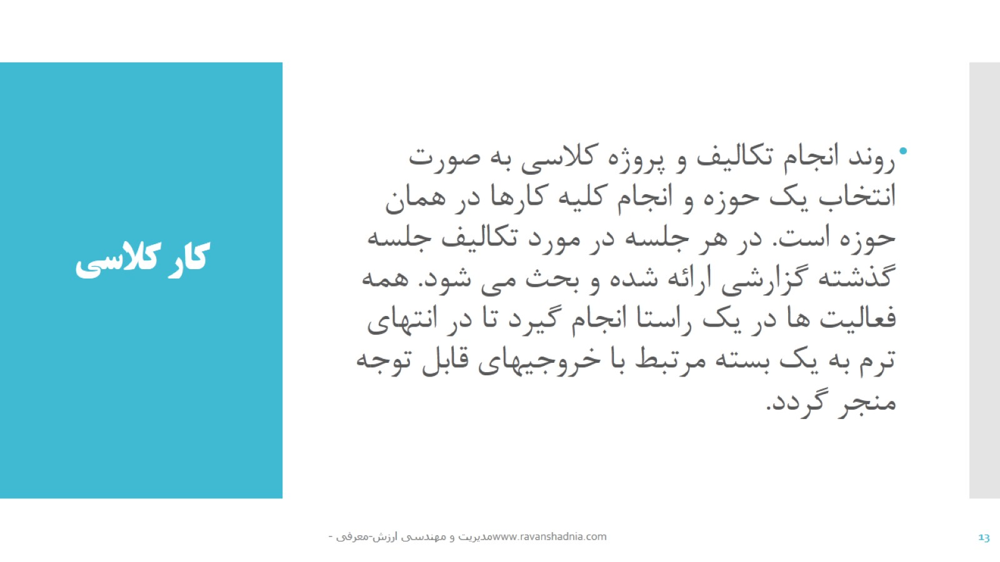 کار کلاسی
• روند انجام تکالیف و پروژه کلاسی به صورت
انتخاب یک حوزه و انجام کلیه کارها در همان
حوزه است. در هر جلسه در مورد تکالیف جلسه
گذشته گزارشی ارائه شده و بحث می شود. همه
فعالیت ها در یک راستا انجام گیرد تا در انتهای
ترم به یک بسته مرتبط با خروجیهای قابل توجه
منجر گردد.
www.ravanshadnia.comمدیریت و مهندسی ارزش-معرفی -
13